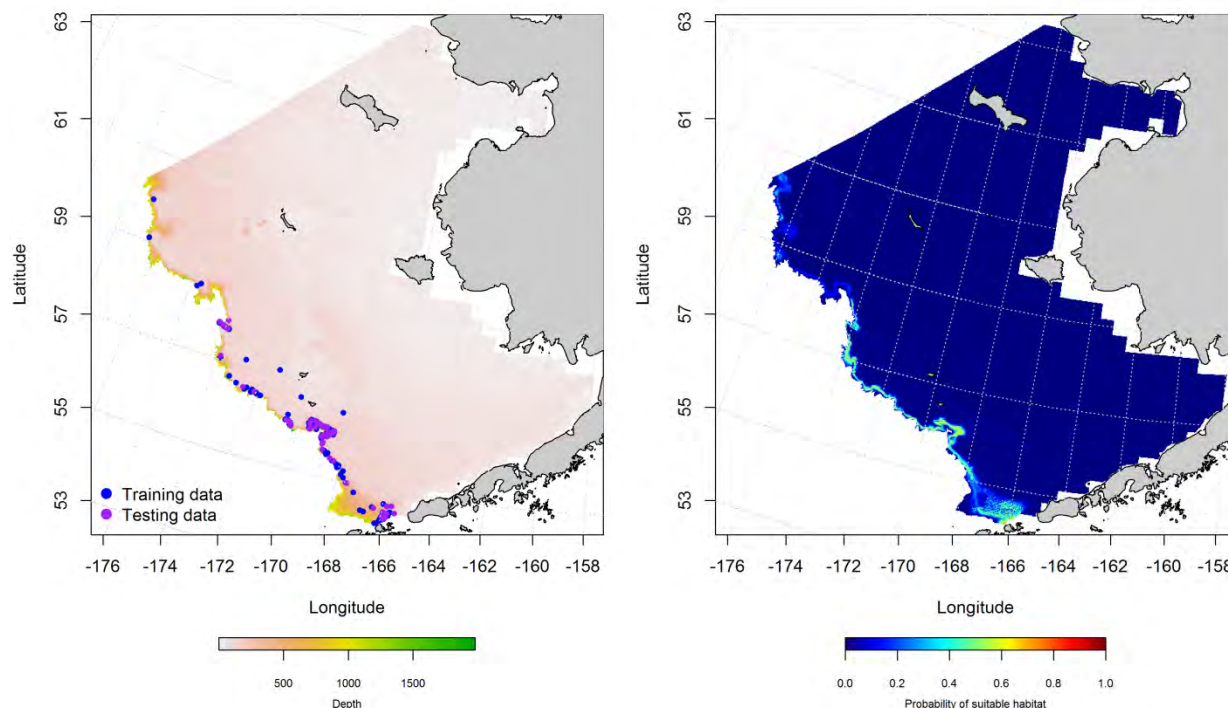 63
61
59
57
55
53
Latitude
Training data
Testing data
-176 -174 -172 -170 -168 -166 -164 -162 -160 -158
Longitude
500 1000 1500
Depth
63
61
59
57
55
53
Latitude
-176 -174 -172 -170 -168 -166 -164 -162 -160 -158
Longitude
0.0 0.2 0.4 0.6 0.8 1.0
Probability of suitable habitat